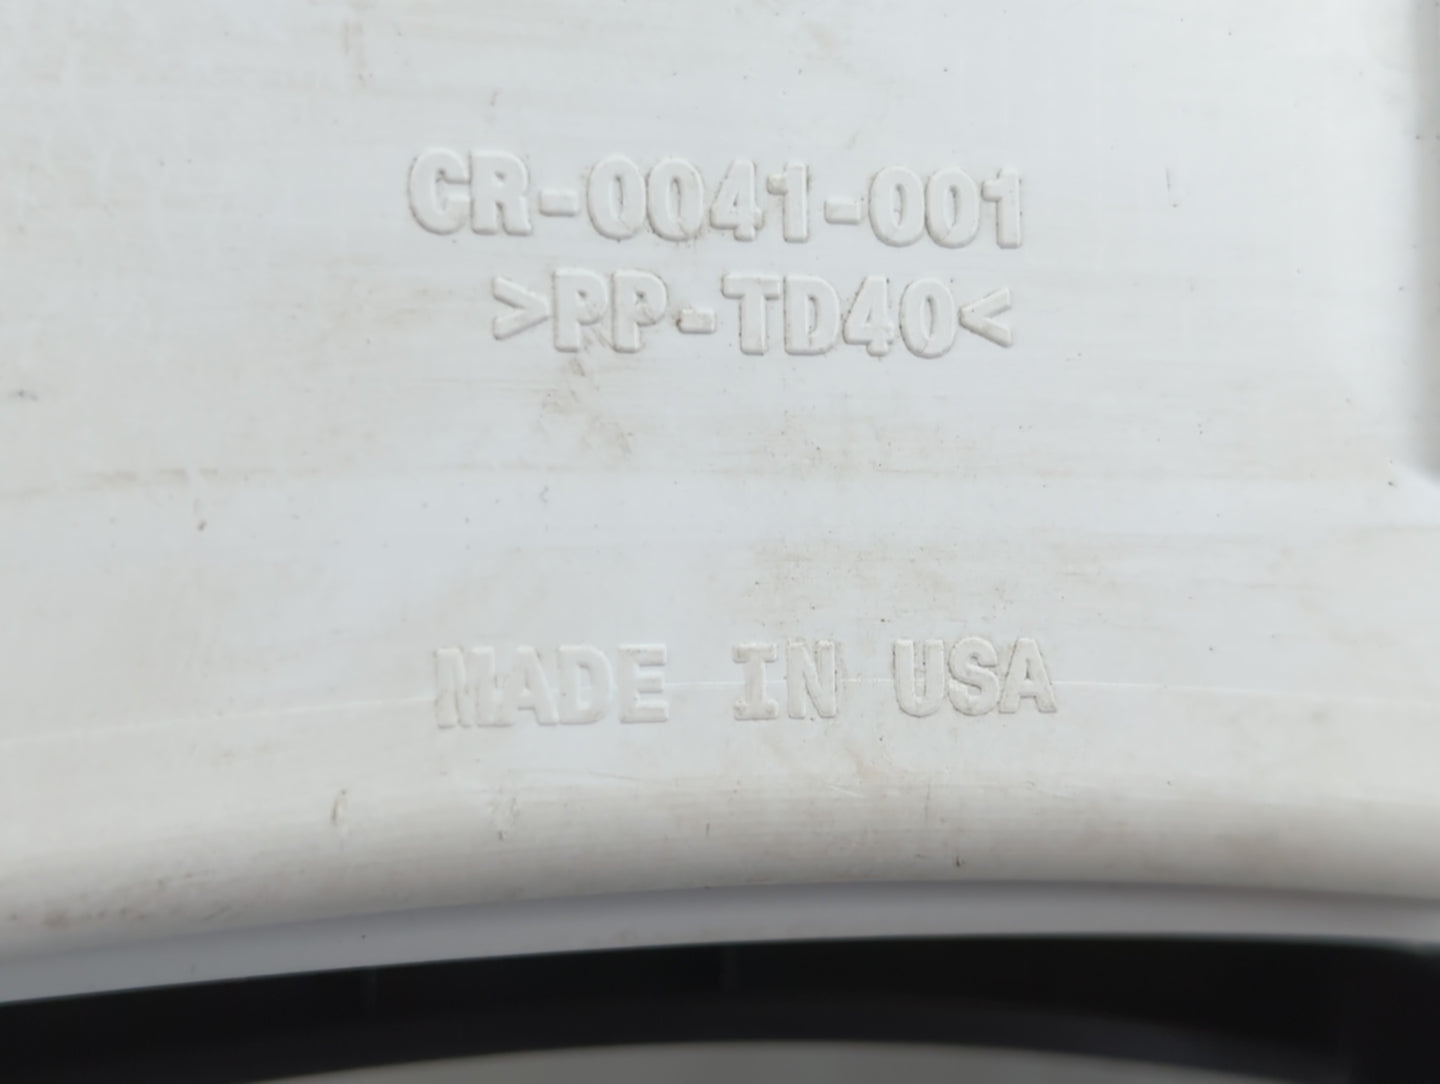 CR-0041-001
>PP-TD40<
MADE IN USA